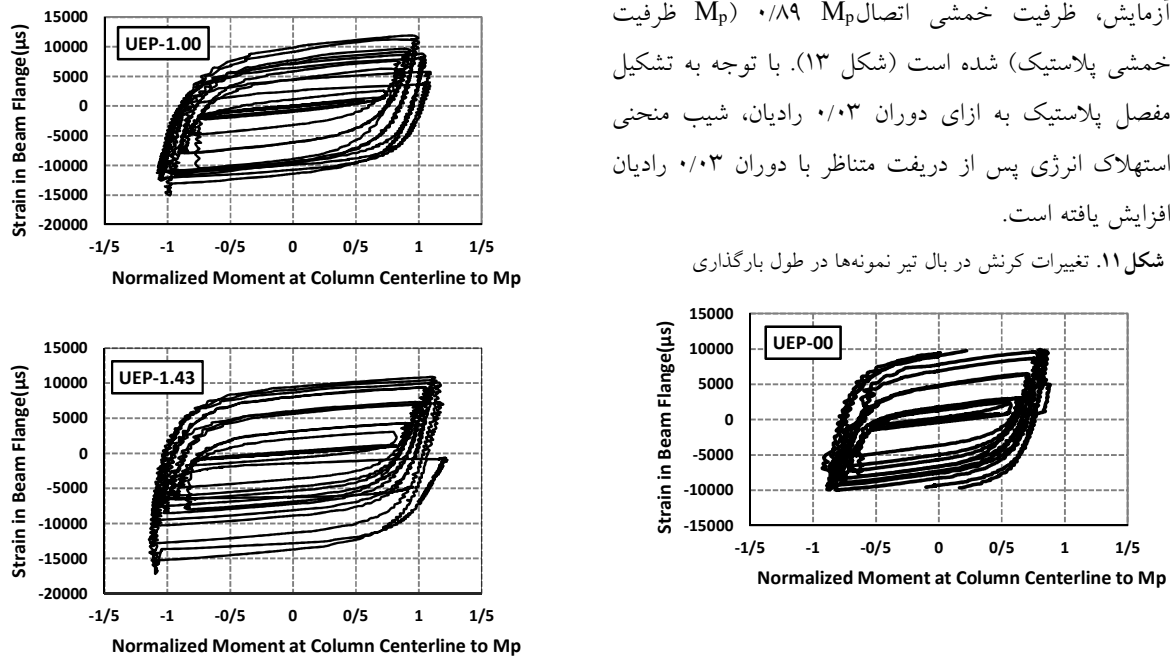 آزمایش، ظرفیت خمشی اتصال Mp ۰/۸۹ (Mp ظرفیت
خمشی پلاستیک) شده است (شکل ۱۳). با توجه به تشکیل
مفصل پلاستیک به ازای دوران ۰/۰۳ رادیان، شیب منحنی
استهلاک انرژی پس از دریفت متناظر با دوران ۰/۰۳ رادیان
افزایش یافته است.
شکل۱۱. تغییرات کرنش در بال تیر نمونه‌ها در طول بارگذاری
UEP-00
Strain in Beam Flange(µs)
15000
10000
5000
0
-5000
-10000
-15000
-1/5 -1 -0/5 0 0/5 1 1/5
Normalized Moment at Column Centerline to Mp
UEP-1.00
Strain in Beam Flange(µs)
15000
10000
5000
0
-5000
-10000
-15000
-20000
-1/5 -1 -0/5 0 0/5 1 1/5
Normalized Moment at Column Centerline to Mp
UEP-1.43
Strain in Beam Flange(µs)
15000
10000
5000
0
-5000
-10000
-15000
-20000
-1/5 -1 -0/5 0 0/5 1 1/5
Normalized Moment at Column Centerline to Mp